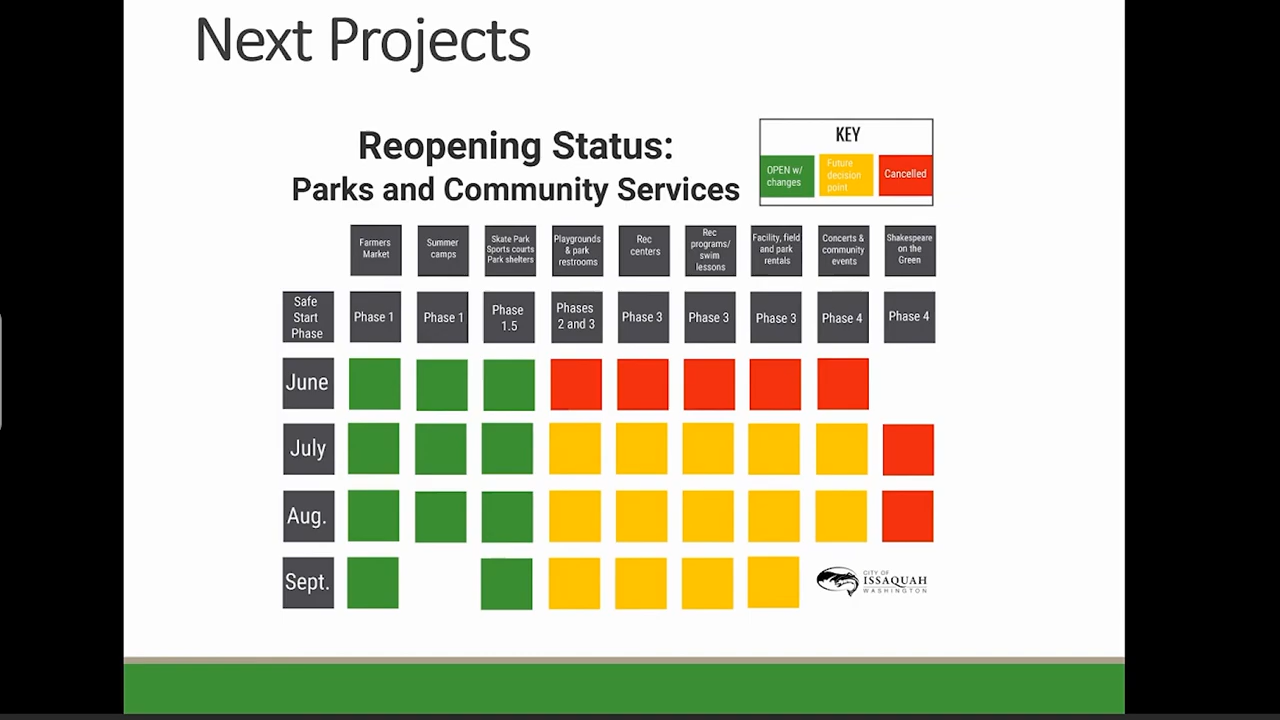 Next Projects
Reopening Status:
Parks and Community Services
KEY
OPEN w/
changes
Future
decision
point
Cancelled
Farmers
Market
Summer
camps
Skate Park
Sports courts
Park shelters
Playgrounds
& park
restrooms
Rec
centers
Rec
programs/
swim
lessons
Facility, field
and park
rentals
Concerts &
community
events
Shakespeare
on the
Green
Safe
Start
Phase
Phase 1
Phase 1
Phase
1.5
Phases
2 and 3
Phase 3
Phase 3
Phase 3
Phase 4
Phase 4
June
July
Aug.
Sept.
CITY OF
ISSAQUAH
WASHINGTON